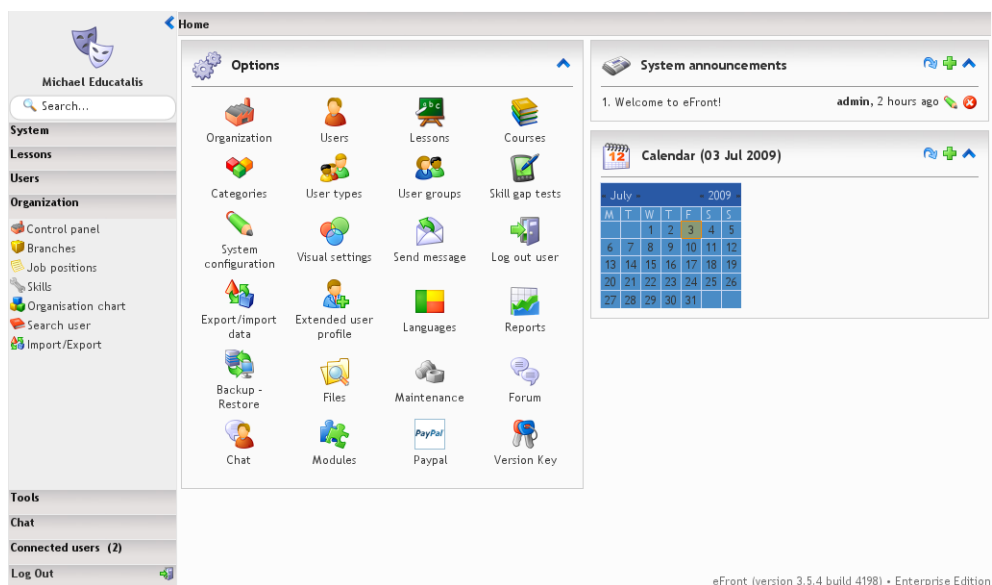 Home
Michael Educatalis
Search...
System
Lessons
Users
Organization
Control panel
Branches
Job positions
Skills
Organisation chart
Search user
Import/Export
Tools
Chat
Connected users (2)
Log Out
Options
Organization Users Lessons Courses
Categories User types User groups Skill gap tests
System configuration Visual settings Send message Log out user
Export/import data Extended user profile Languages Reports
Backup - Restore Files Maintenance Forum
PayPal
Chat Modules Paypal Version Key
System announcements
1. Welcome to eFront! admin, 2 hours ago
12
Calendar (03 Jul 2009)
« July » « 2009 »
M T W T F S S
1 2 3 4 5
6 7 8 9 10 11 12
13 14 15 16 17 18 19
20 21 22 23 24 25 26
27 28 29 30 31
eFront (version 3.5.4 build 4198) • Enterprise Edition